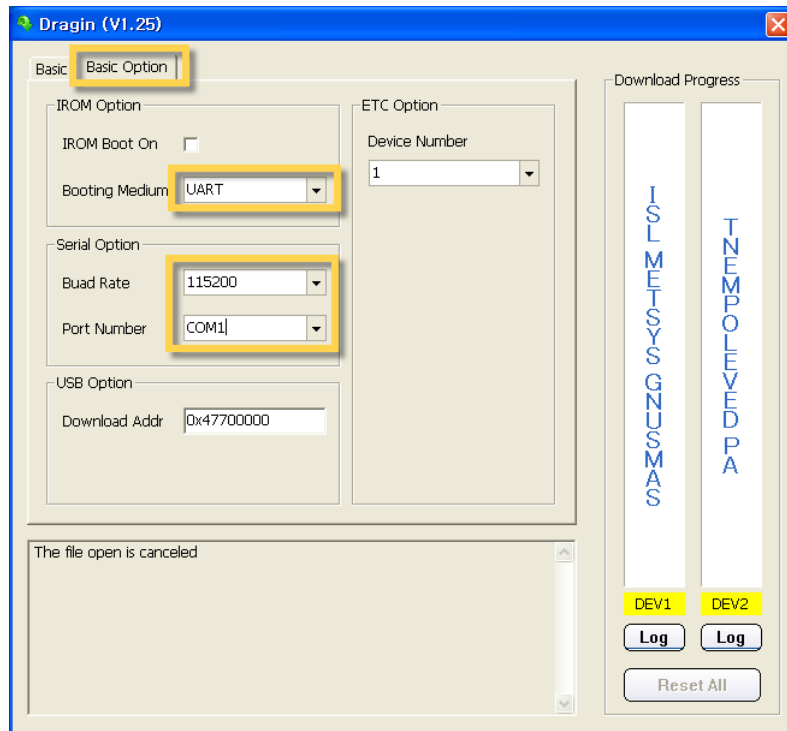 Dragin (V1.25)
Basic
Basic Option
IROM Option
IROM Boot On
Booting Medium
UART
Serial Option
Buad Rate
115200
Port Number
COM1
USB Option
Download Addr
0x47700000
ETC Option
Device Number
1
The file open is canceled
Download Progress
ISL METSYS GNUSMAS
TNEMPOLEVED PA
DEV1
DEV2
Log
Log
Reset All